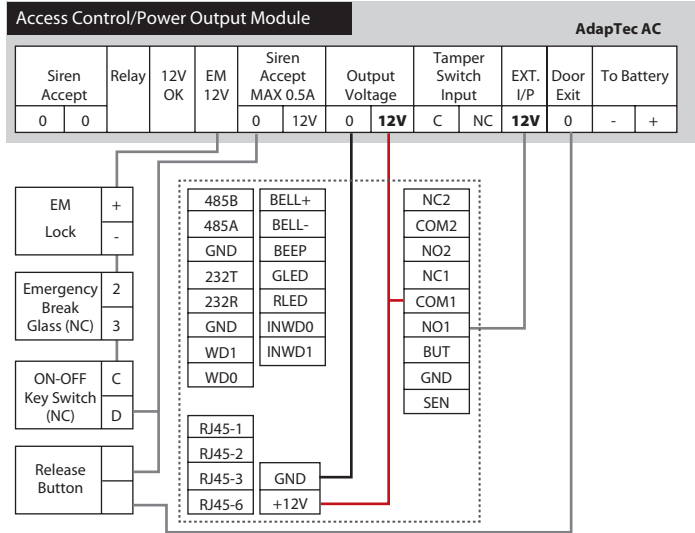 Access Control/Power Output Module
AdapTec AC
Siren
Accept
Relay
12V
OK
EM
12V
Siren
Accept
MAX 0.5A
Output
Voltage
Tamper
Switch
Input
EXT.
I/P
Door
Exit
To Battery
0 0 0 12V 0 12V C NC 12V 0 - +
EM
Lock
+
-
Emergency
Break
Glass (NC)
2
3
ON-OFF
Key Switch
(NC)
C
D
Release
Button
485B
485A
GND
232T
232R
GND
WD1
WD0
BELL+
BELL-
BEEP
GLED
RLED
INWD0
INWD1
NC2
COM2
NO2
NC1
COM1
NO1
BUT
GND
SEN
RJ45-1
RJ45-2
RJ45-3
RJ45-6
GND
+12V